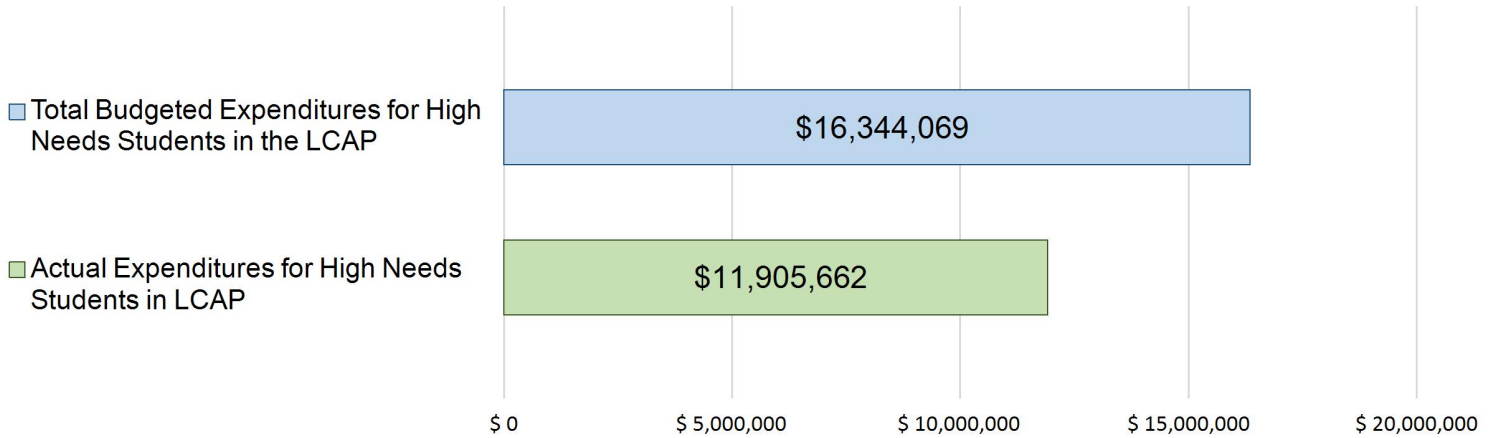 Total Budgeted Expenditures for High
Needs Students in the LCAP
$16,344,069
Actual Expenditures for High Needs
Students in LCAP
$11,905,662
$ 0
$ 5,000,000
$ 10,000,000
$ 15,000,000
$ 20,000,000